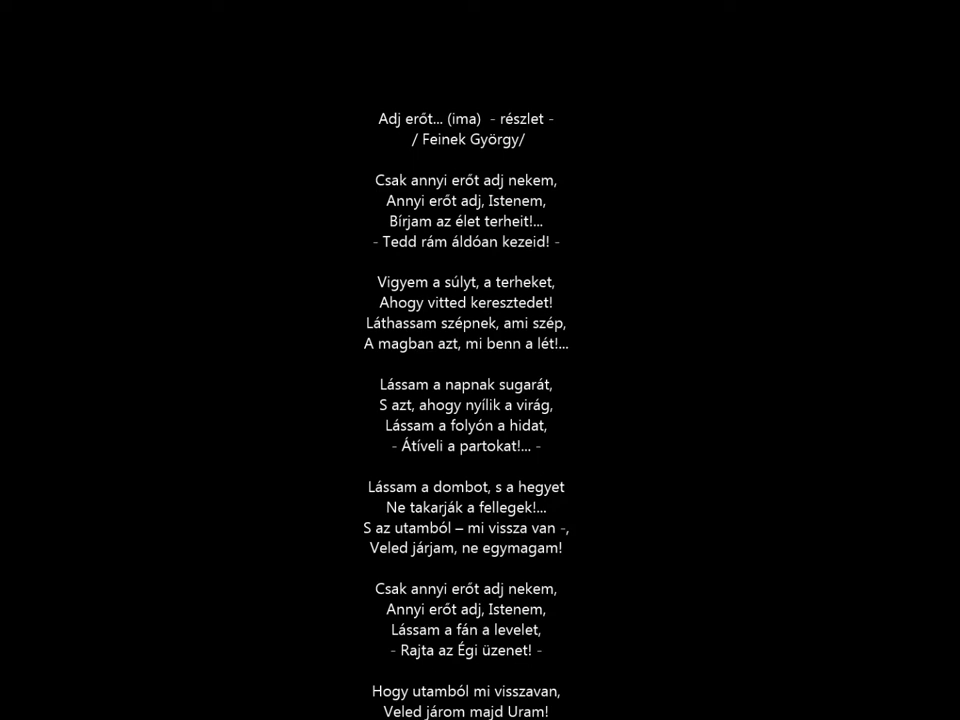 Adj erőt... (ima)  - részlet -
/ Feinek György/
Csak annyi erőt adj nekem,
Annyi erőt adj, Istenem,
Bírjam az élet terheit!...
- Tedd rám áldóan kezeid! -
Vigyem a súlyt, a terheket,
Ahogy vitted keresztedet!
Láthassam szépnek, ami szép,
A magban azt, mi benn a lét!...
Lássam a napnak sugarát,
S azt, ahogy nyílik a virág,
Lássam a folyón a hidat,
- Átíveli a partokat!... -
Lássam a dombot, s a hegyet
Ne takarják a fellegek!...
S az utamból – mi vissza van -,
Veled járjam, ne egymagam!
Csak annyi erőt adj nekem,
Annyi erőt adj, Istenem,
Lássam a fán a levelet,
- Rajta az Égi üzenet! -
Hogy utamból mi visszavan,
Veled járom majd Uram!